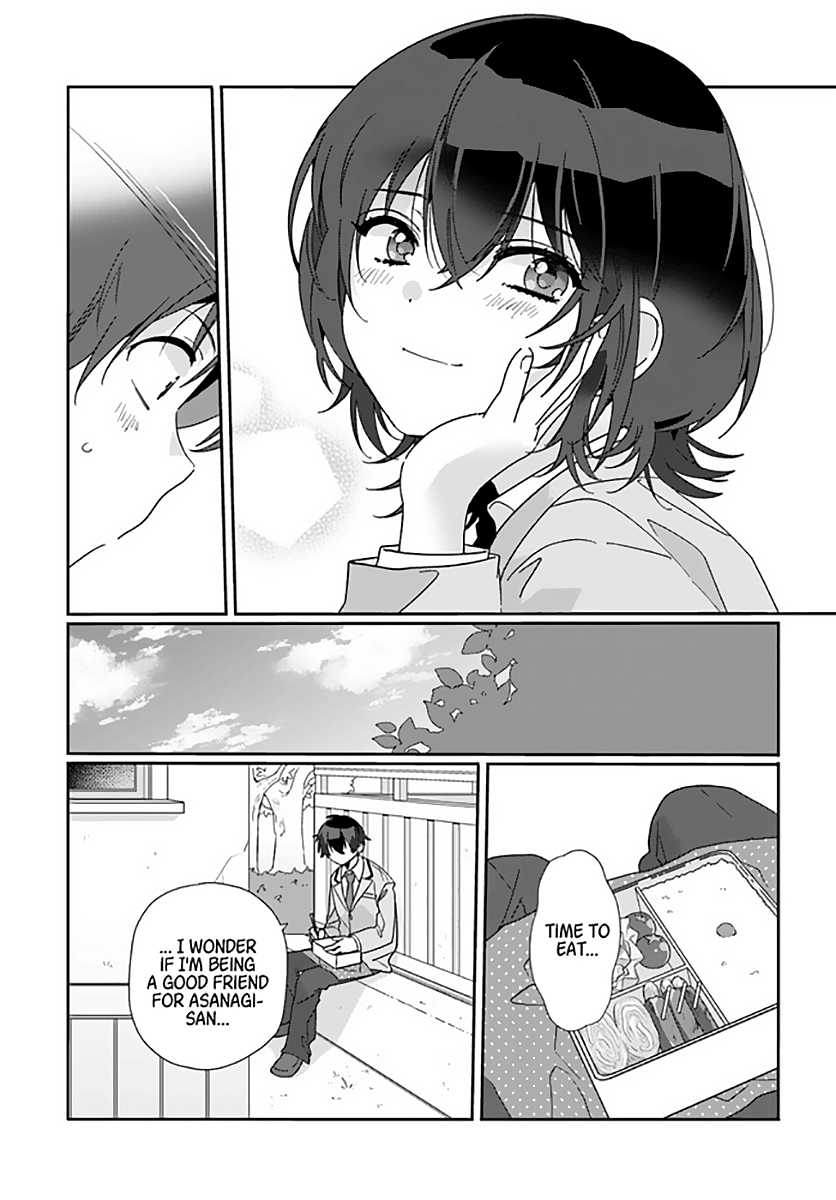 TIME TO
EAT...
... I WONDER
IF I'M BEING
A GOOD FRIEND
FOR ASANAGI-
SAN...